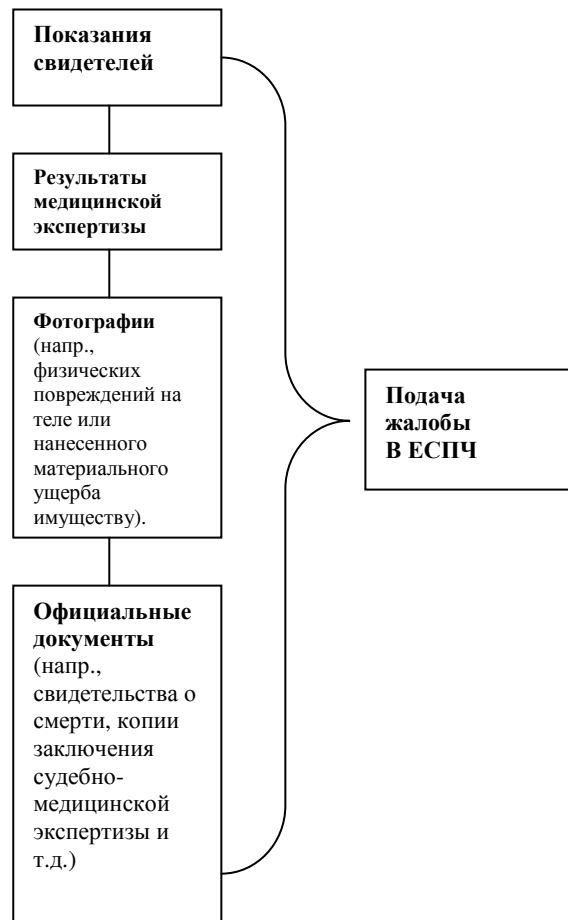 Показания
свидетелей
Результаты
медицинской
экспертизы
Фотографии
(напр.,
физических
повреждений на
теле или
нанесенного
материального
ущерба
имуществу).
Официальные
документы
(напр.,
свидетельства о
смерти, копии
заключения
судебно-
медицинской
экспертизы и
т.д.)
Подача
жалобы
В ЕСПЧ